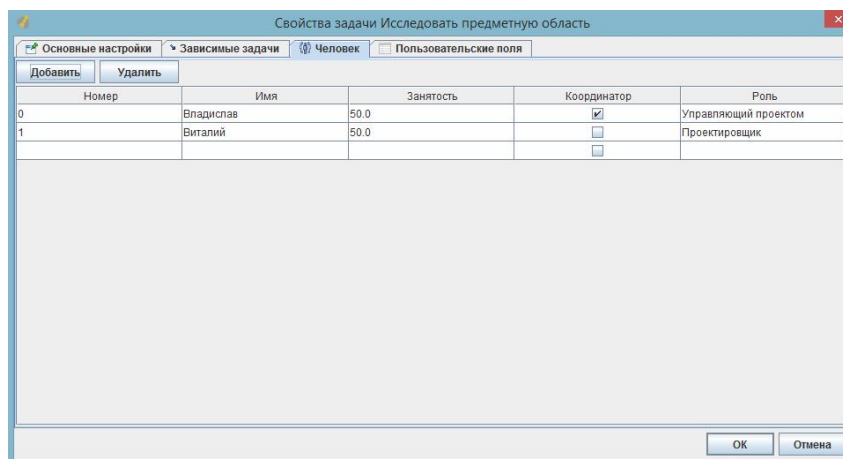 Свойства задачи Исследовать предметную область
Основные настройки Зависимые задачи Человек Пользовательские поля
Добавить Удалить
Номер Имя Занятость Координатор Роль
0 Владислав 50.0 Управляющий проектом
1 Виталий 50.0 Проектировщик
ОК Отмена